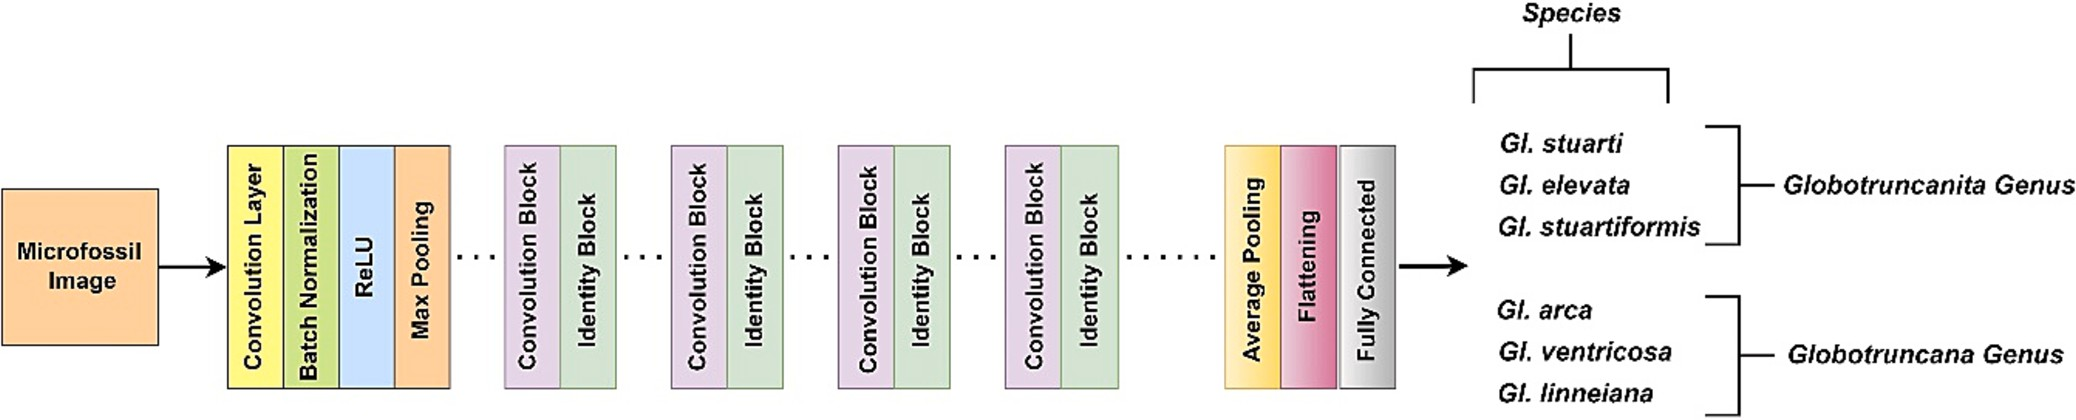 Species
Microfossil
Image
Convolution Layer
Batch Normalization
ReLU
Max Pooling
Convolution Block
Identity Block
Convolution Block
Identity Block
Convolution Block
Identity Block
Convolution Block
Identity Block
Average Pooling
Flattening
Fully Connected
Gl. stuarti
Gl. elevata
Gl. stuartiformis
Globotruncanita Genus
Gl. arca
Gl. ventricosa
Gl. linneiana
Globotruncana Genus